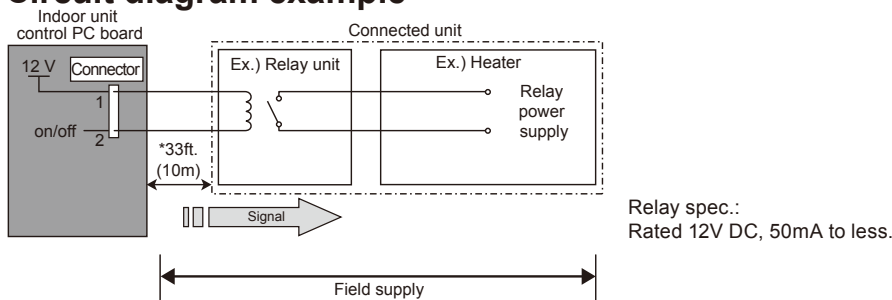 Circuit diagram example
Indoor unit
control PC board
Connected unit
12 V
Connector
Ex.) Relay unit
Ex.) Heater
1
Relay
power
supply
on/off
2
*33ft.
(10m)
Signal
Relay spec.:
Rated 12V DC, 50mA to less.
Field supply